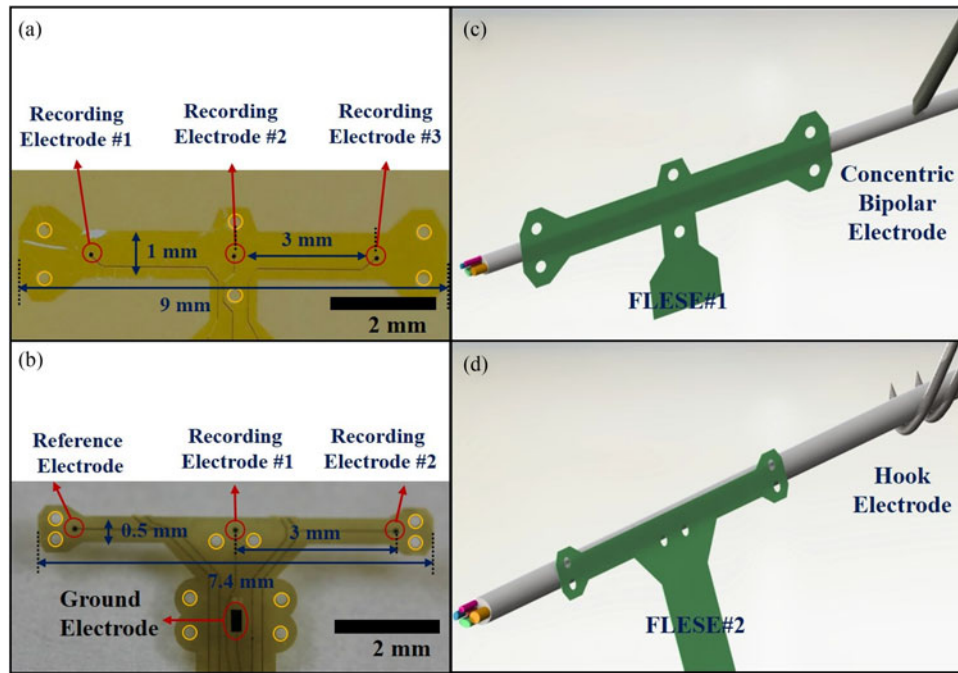 (a)
Recording
Electrode #1
Recording
Electrode #2
Recording
Electrode #3
1 mm
3 mm
9 mm
2 mm
(b)
Reference
Electrode
Recording
Electrode #1
Recording
Electrode #2
0.5 mm
3 mm
7.4 mm
Ground
Electrode
2 mm
(c)
Concentric
Bipolar
Electrode
FLESE#1
(d)
Hook
Electrode
FLESE#2